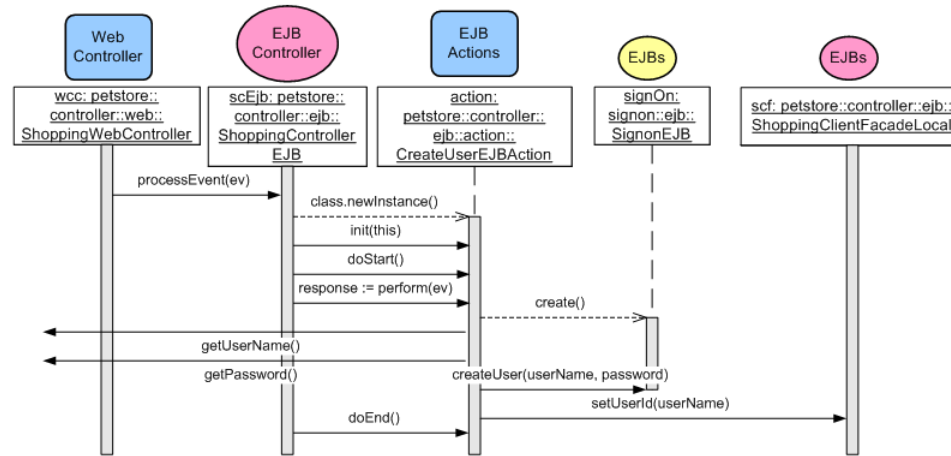 Web
Controller
EJB
Controller
EJB
Actions
EJBs
EJBs
wcc: petstore::
controller::web::
ShoppingWebController
scEjb: petstore::
controller::ejb::
ShoppingController
EJB
action:
petstore::controller::
ejb::action::
CreateUserEJBAction
signOn:
signon::ejb::
SignonEJB
scf: petstore::controller::ejb::
ShoppingClientFacadeLocal
processEvent(ev)
class.newInstance()
init(this)
doStart()
response := perform(ev)
create()
getUserName()
getPassword()
createUser(userName, password)
setUserId(userName)
doEnd()